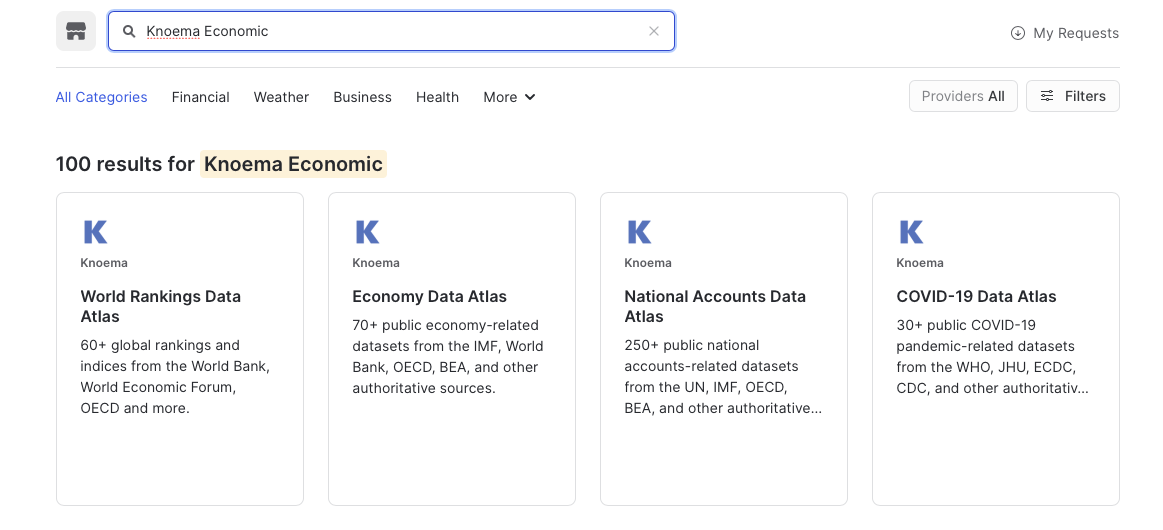 Knoema Economic
My Requests
All Categories Financial Weather Business Health More
Providers All Filters
100 results for Knoema Economic
K
Knoema
World Rankings Data
Atlas
60+ global rankings and
indices from the World Bank,
World Economic Forum,
OECD and more.
K
Knoema
Economy Data Atlas
70+ public economy-related
datasets from the IMF, World
Bank, OECD, BEA, and other
authoritative sources.
K
Knoema
National Accounts Data
Atlas
250+ public national
accounts-related datasets
from the UN, IMF, OECD,
BEA, and other authoritative...
K
Knoema
COVID-19 Data Atlas
30+ public COVID-19
pandemic-related datasets
from the WHO, JHU, ECDC,
CDC, and other authoritativ...